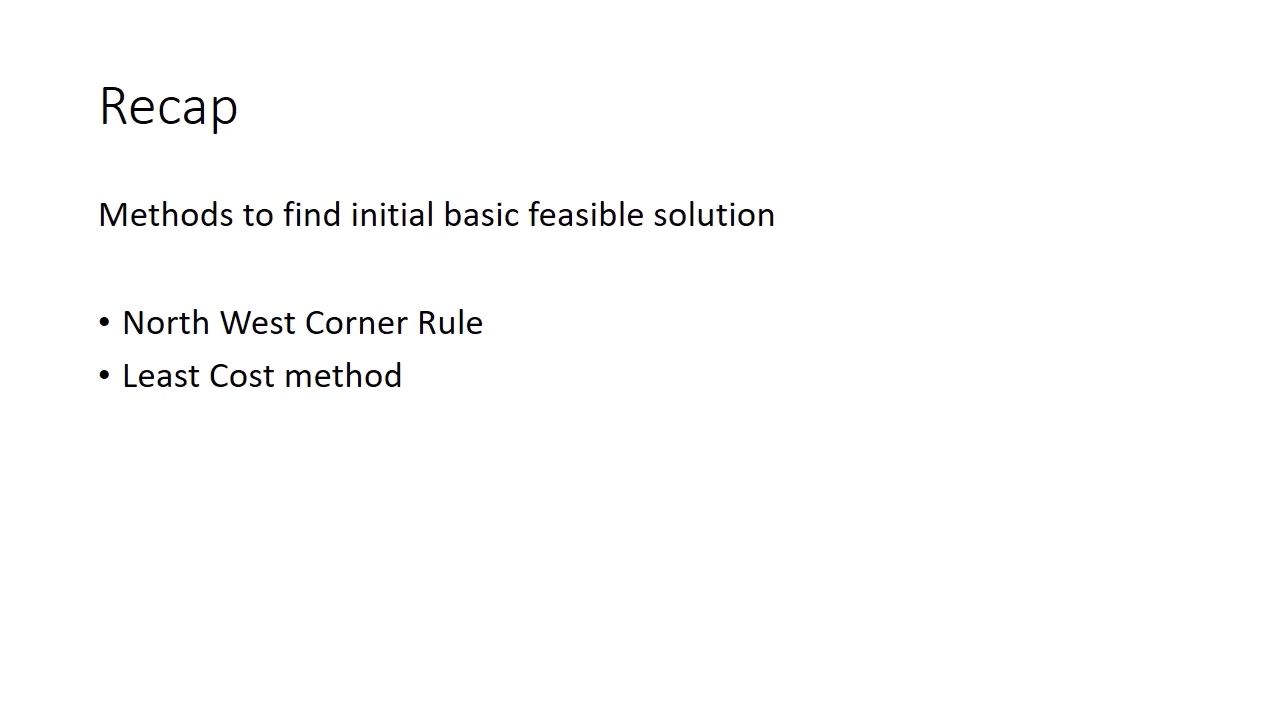 Recap
Methods to find initial basic feasible solution
• North West Corner Rule
• Least Cost method